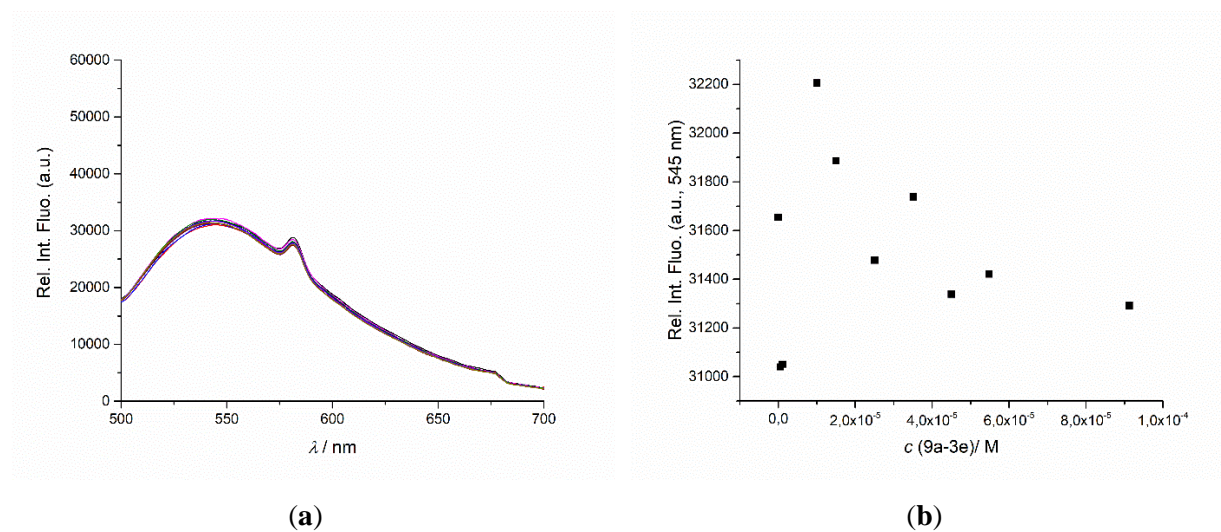 60000
50000
40000
30000
20000
10000
0
Rel. Int. Fluo. (a.u.)
500
550
600
650
700
λ / nm
(a)
32200
32000
31800
31600
31400
31200
31000
Rel. Int. Fluo. (a.u., 545 nm)
0,0
2,0x10⁻⁵
4,0x10⁻⁵
6,0x10⁻⁵
8,0x10⁻⁵
1,0x10⁻⁴
c (9a-3e)/ M
(b)